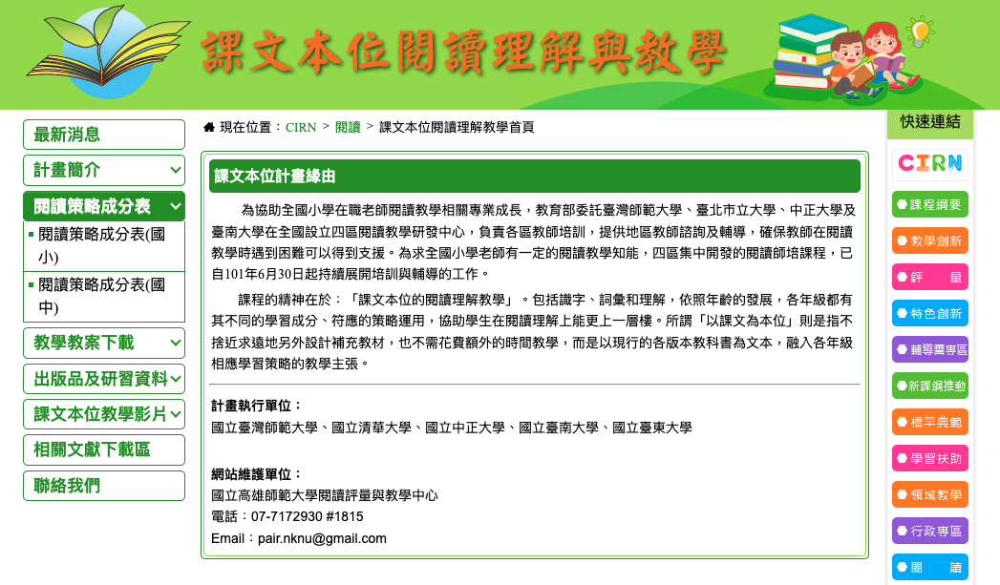 課文本位閱讀理解與教學
最新消息
計畫簡介
閱讀策略成分表
閱讀策略成分表(國
小)
閱讀策略成分表(國
中)
教學教案下載
出版品及研習資料
課文本位教學影片
相關文獻下載區
聯絡我們
現在位置：CIRN > 閱讀 > 課文本位閱讀理解教學首頁
課文本位計畫緣由
為協助全國小學在職老師閱讀教學相關專業成長，教育部委託臺灣師範大學、臺北市立大學、中正大學及
臺南大學在全國設立四區閱讀教學研發中心，負責各區教師培訓，提供地區教師諮詢及輔導，確保教師在閱讀
教學時遇到困難可以得到支援。為求全國小學老師有一定的閱讀教學知能，四區集中開發的閱讀師培課程，已
自101年6月30日起持續展開培訓與輔導的工作。
課程的精神在於：「課文本位的閱讀理解教學」。包括識字、詞彙和理解，依照年齡的發展，各年級都有
其不同的學習成分、符應的策略運用，協助學生在閱讀理解上能更上一層樓。所謂「以課文為本位」則是指不
捨近求遠地另外設計補充教材，也不需花費額外的時間教學，而是以現行的各版本教科書為文本，融入各年級
相應學習策略的教學主張。
計畫執行單位：
國立臺灣師範大學、國立清華大學、國立中正大學、國立臺南大學、國立臺東大學
網站維護單位：
國立高雄師範大學閱讀評量與教學中心
電話：07-7172930 #1815
Email：pair.nknu@gmail.com
快速連結
CIRN
課程綱要
教學創新
評　　量
特色創新
輔導團專區
新課綱推動
標竿典範
學習扶助
領域教學
行政專區
閱　　讀